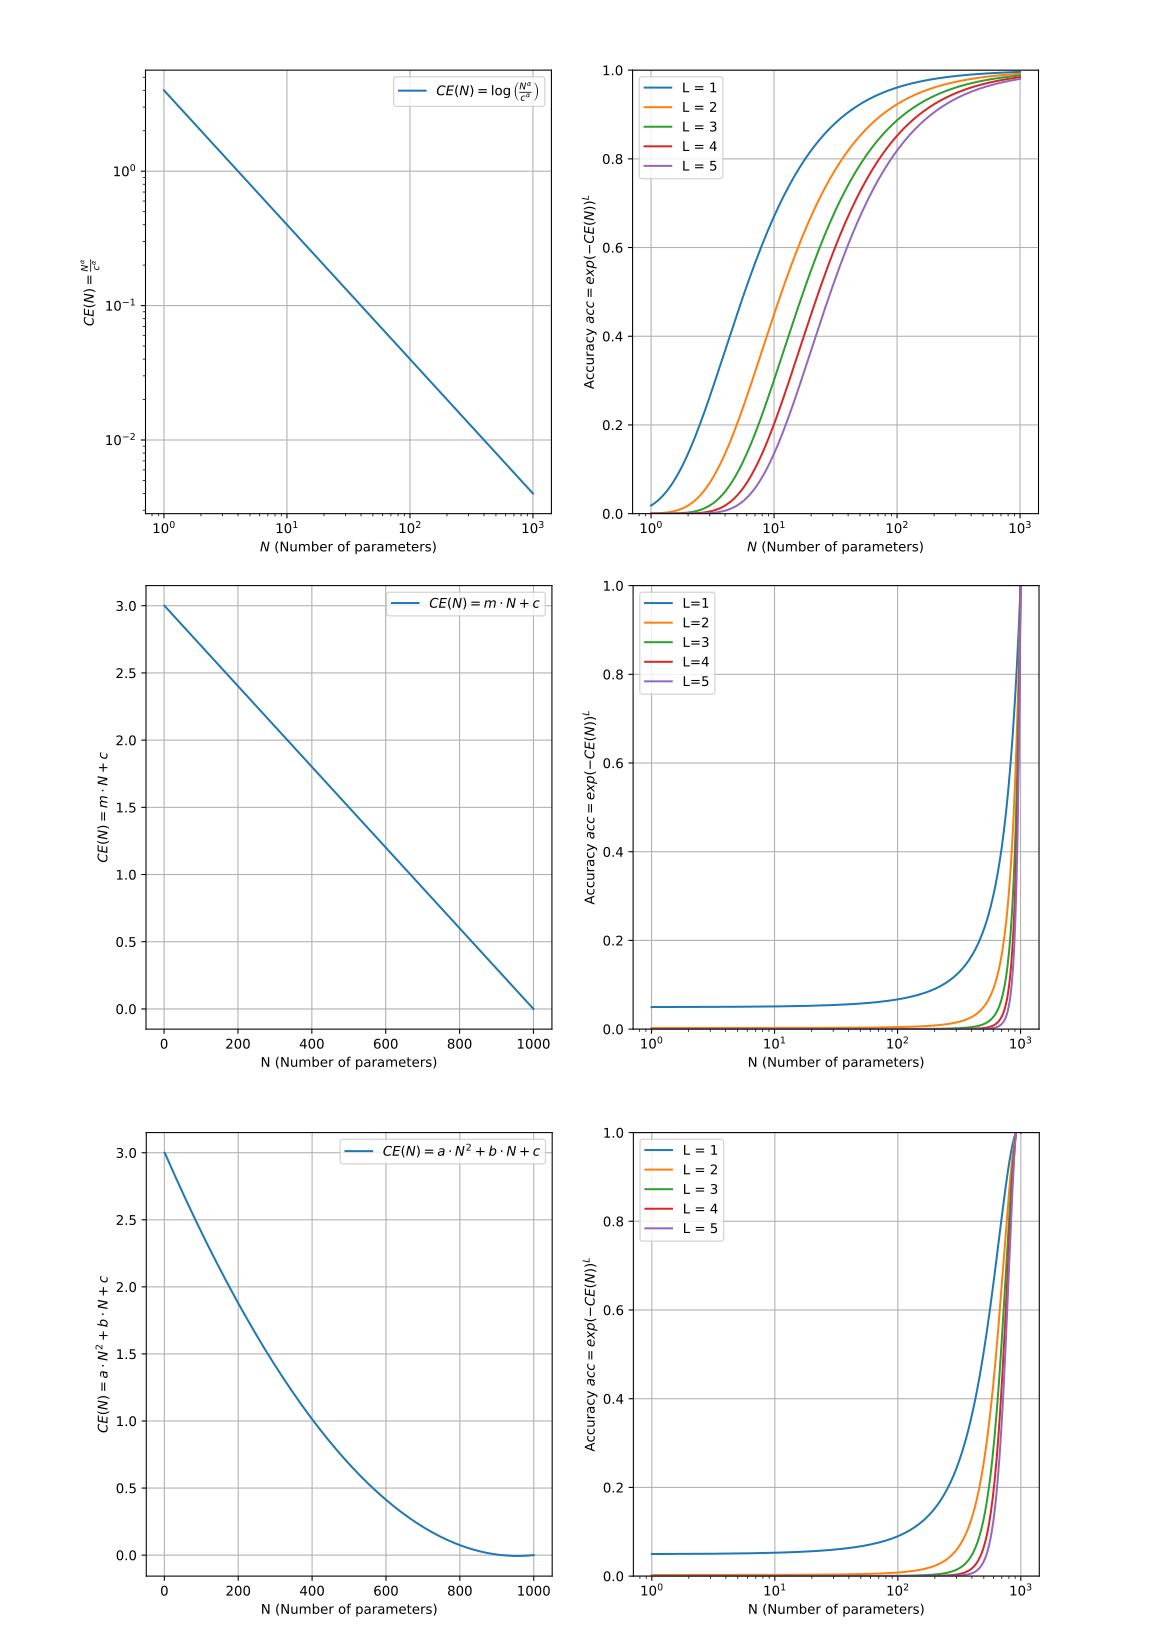 CE(N) = log (N^α/c^α)
10^0
10^−1
10^−2
CE(N) = N^α/c^α
10^0 10^1 10^2 10^3
N (Number of parameters)
L = 1
L = 2
L = 3
L = 4
L = 5
1.0
0.8
0.6
0.4
0.2
0.0
Accuracy acc = exp(−CE(N))^L
10^0 10^1 10^2 10^3
N (Number of parameters)
CE(N) = m · N + c
3.0
2.5
2.0
1.5
1.0
0.5
0.0
CE(N) = m · N + c
0 200 400 600 800 1000
N (Number of parameters)
L=1
L=2
L=3
L=4
L=5
1.0
0.8
0.6
0.4
0.2
0.0
Accuracy acc = exp(−CE(N))^L
10^0 10^1 10^2 10^3
N (Number of parameters)
CE(N) = a · N^2 + b · N + c
3.0
2.5
2.0
1.5
1.0
0.5
0.0
CE(N) = a · N^2 + b · N + c
0 200 400 600 800 1000
N (Number of parameters)
L = 1
L = 2
L = 3
L = 4
L = 5
1.0
0.8
0.6
0.4
0.2
0.0
Accuracy acc = exp(−CE(N))^L
10^0 10^1 10^2 10^3
N (Number of parameters)